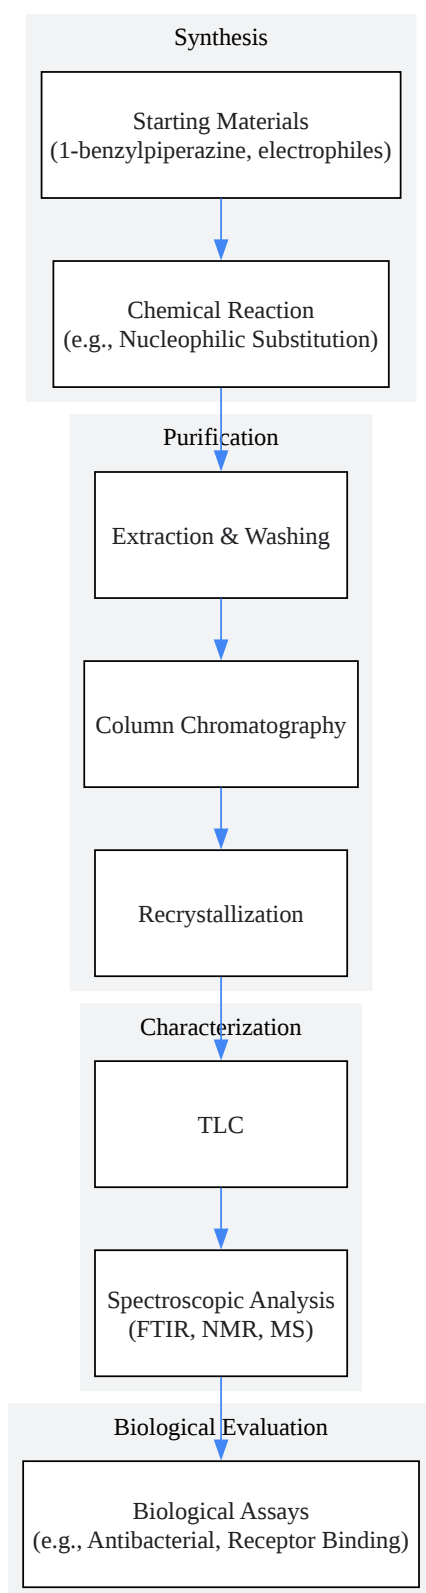 Synthesis
Starting Materials
(1-benzylpiperazine, electrophiles)
Chemical Reaction
(e.g., Nucleophilic Substitution)
Purification
Extraction & Washing
Column Chromatography
Recrystallization
Characterization
TLC
Spectroscopic Analysis
(FTIR, NMR, MS)
Biological Evaluation
Biological Assays
(e.g., Antibacterial, Receptor Binding)